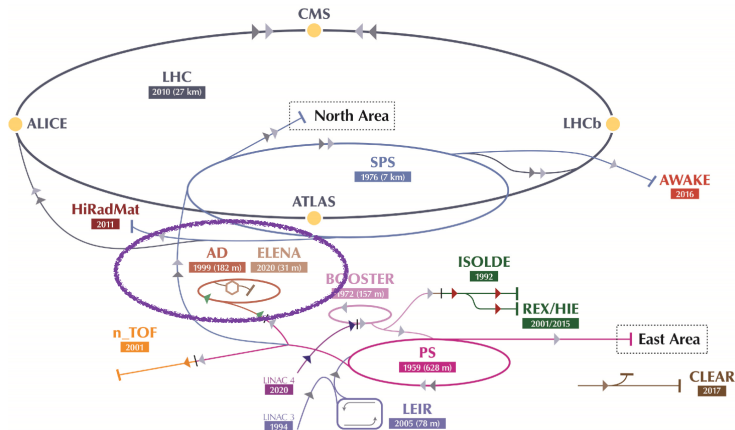 CMS
LHC
2010 (27 km)
North Area
ALICE
LHCb
SPS
1976 (7 km)
AWAKE
2016
HiRadMat
2011
ATLAS
AD
1999 (182 m)
ELENA
2020 (31 m)
BOOSTER
1972 (157 m)
ISOLDE
1992
REX/HIE
2001/2015
n_TOF
2001
East Area
PS
1959 (628 m)
LINAC 4
2020
CLEAR
2017
LINAC 3
1994
LEIR
2005 (78 m)